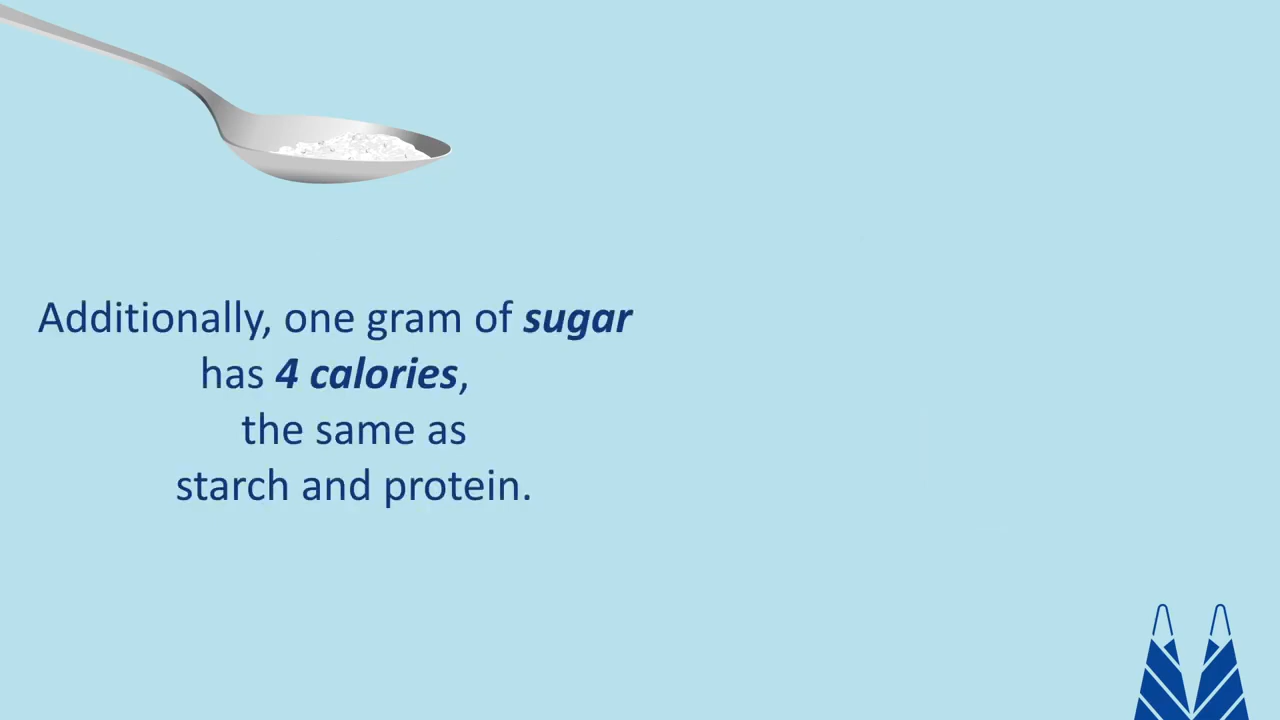 Additionally, one gram of sugar
has 4 calories,
the same as
starch and protein.